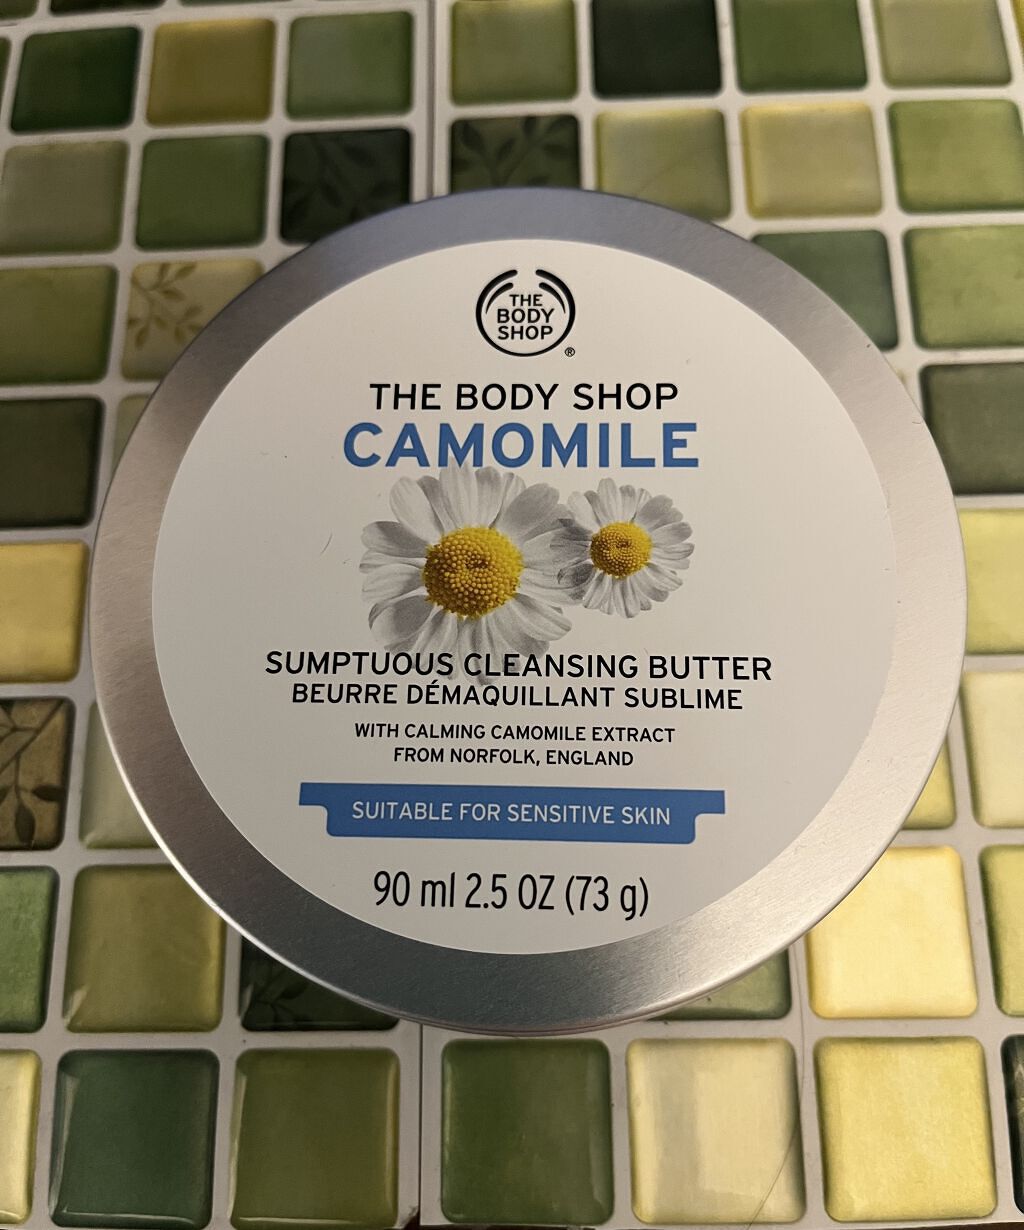 THE
BODY
SHOP
®
THE BODY SHOP
CAMOMILE
SUMPTUOUS CLEANSING BUTTER
BEURRE DÉMAQUILLANT SUBLIME
WITH CALMING CAMOMILE EXTRACT
FROM NORFOLK, ENGLAND
SUITABLE FOR SENSITIVE SKIN
90 ml 2.5 OZ (73 g)